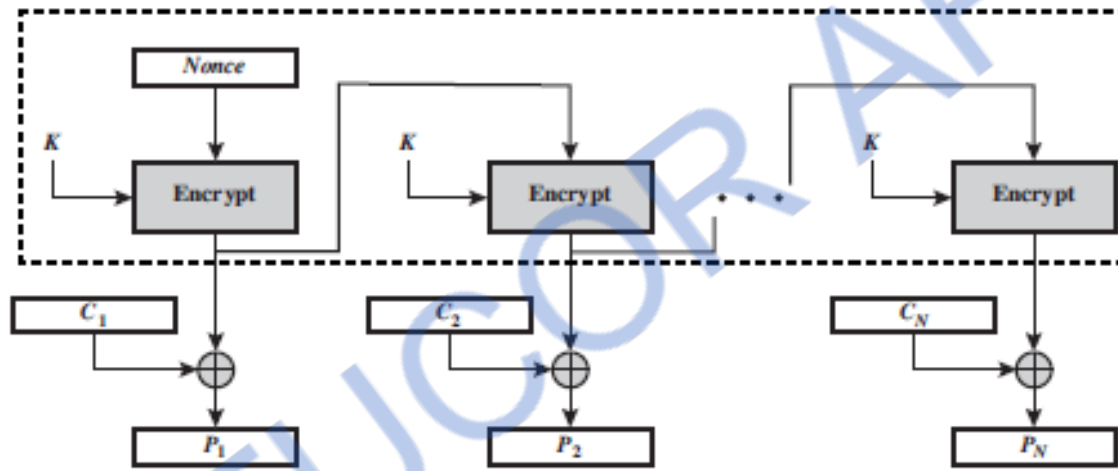 Nonce
K K K
Encrypt Encrypt • • • Encrypt
C1 C2 CN
P1 P2 PN